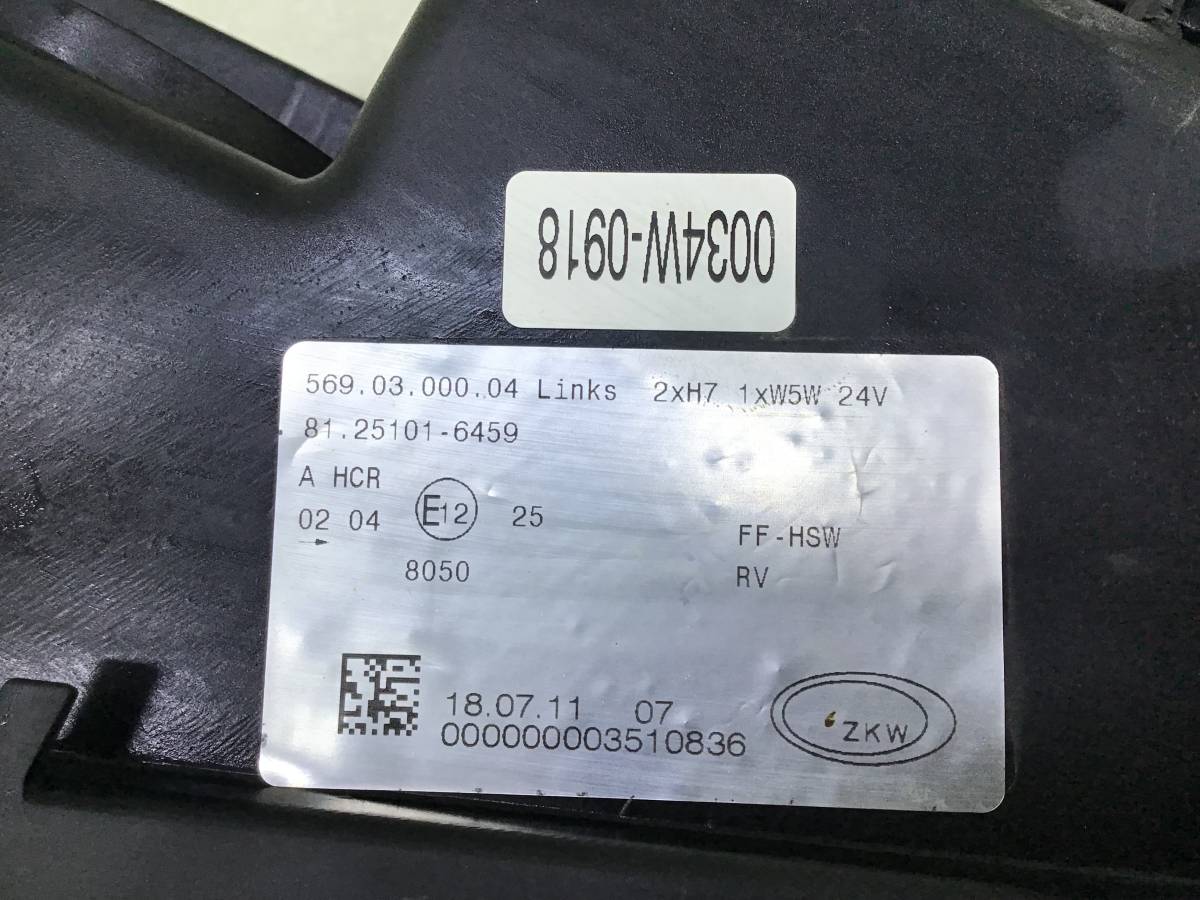 0034W-0918
569.03.000.04 Links 2xH7 1xW5W 24V
81.25101-6459
A HCR
02 04 E12 25
→
8050
FF-HSW
RV
18.07.11 07
000000003510836
ZKW